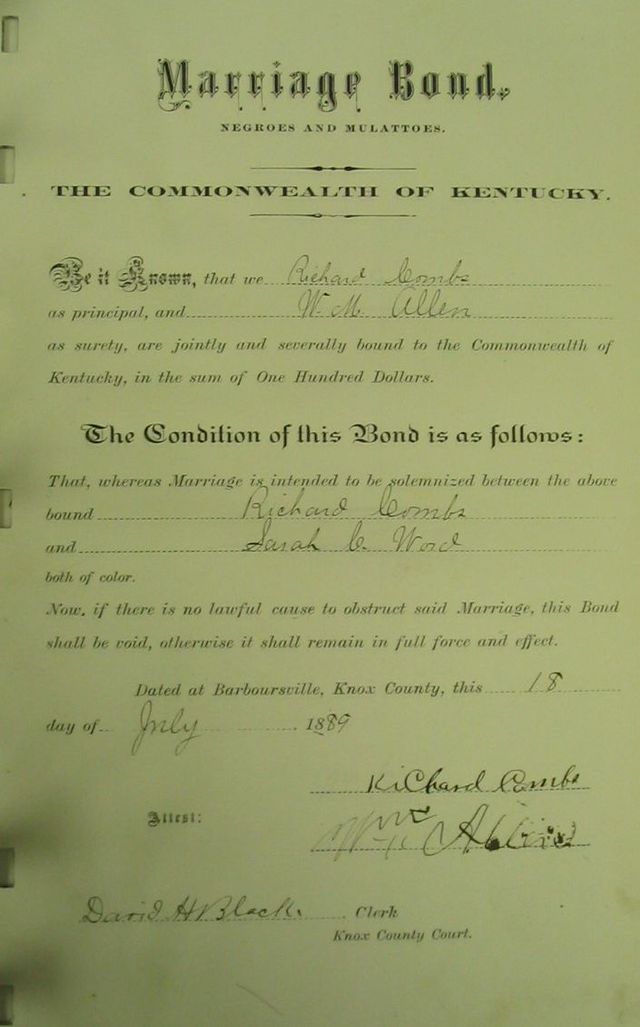 Marriage Bond.
NEGROES AND MULATTOES.
THE COMMONWEALTH OF KENTUCKY.
Be it Known, that we Richard Combs
as principal, and W. M. Allen
as surety, are jointly and severally bound to the Commonwealth of
Kentucky, in the sum of One Hundred Dollars.
The Condition of this Bond is as follows:
That, whereas Marriage is intended to be solemnized between the above
bound Richard Combs
and Sarah C. Word
both of color.
Now, if there is no lawful cause to obstruct said Marriage, this Bond
shall be void, otherwise it shall remain in full force and effect.
Dated at Barboursville, Knox County, this 18
day of July 1889
Richard Combs
Attest:
David H Black. Clerk
Knox County Court.